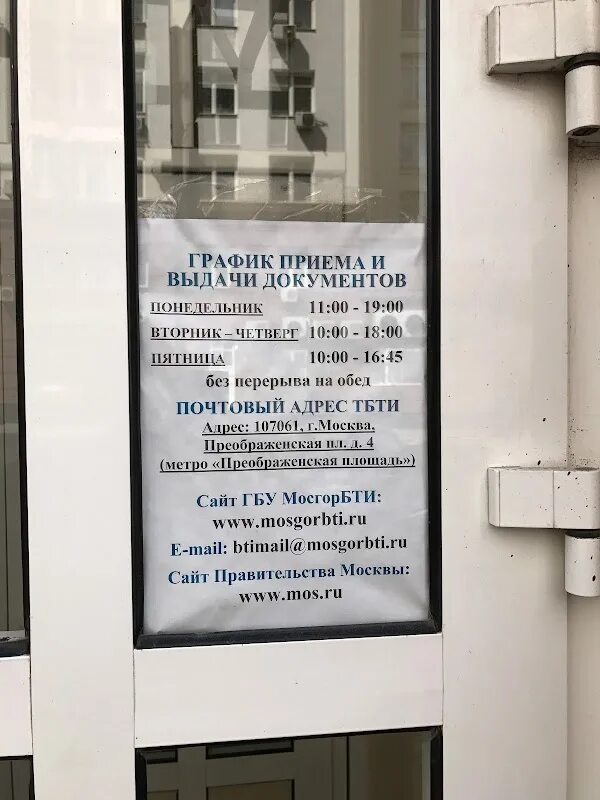 ГРАФИК ПРИЕМА И
ВЫДАЧИ ДОКУМЕНТОВ
ПОНЕДЕЛЬНИК 11:00 - 19:00
ВТОРНИК – ЧЕТВЕРГ 10:00 - 18:00
ПЯТНИЦА 10:00 - 16:45
без перерыва на обед
ПОЧТОВЫЙ АДРЕС ТБТИ
Адрес: 107061, г.Москва,
Преображенская пл. д. 4
(метро «Преображенская площадь»)
Сайт ГБУ МосгорБТИ:
www.mosgorbti.ru
E-mail: btimail@mosgorbti.ru
Сайт Правительства Москвы:
www.mos.ru